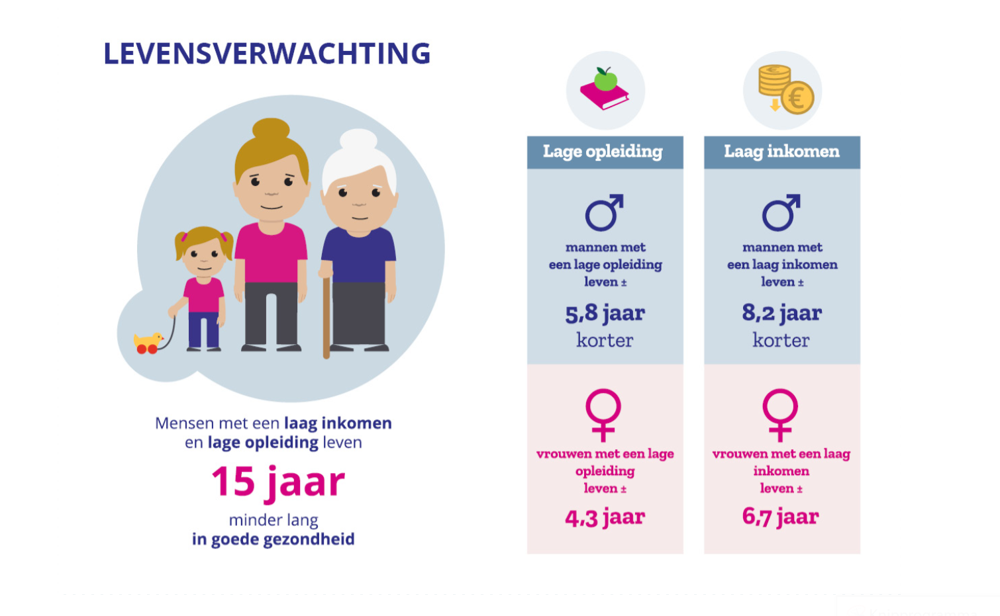 LEVENSVERWACHTING
Mensen met een laag inkomen
en lage opleiding leven
15 jaar
minder lang
in goede gezondheid
Lage opleiding
mannen met
een lage opleiding
leven ±
5,8 jaar
korter
vrouwen met een lage
opleiding
leven ±
4,3 jaar
Laag inkomen
mannen met
een laag inkomen
leven ±
8,2 jaar
korter
vrouwen met een laag
inkomen
leven ±
6,7 jaar